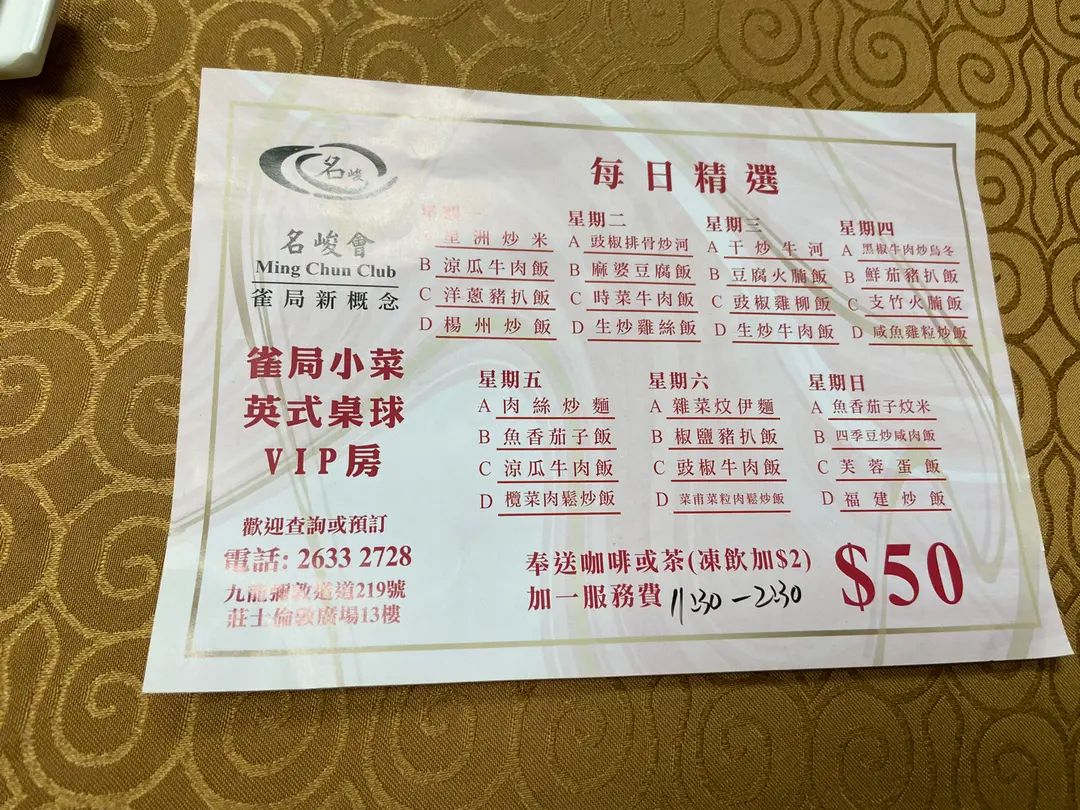 名峻
名峻會
Ming Chun Club
雀局新概念
雀局小菜
英式桌球
VIP房
歡迎查詢或預訂
電話: 2633 2728
九龍彌敦道道219號
莊士倫敦廣場13樓
每日精選
星期一
星洲炒米
B 涼瓜牛肉飯
C 洋蔥豬扒飯
D 楊州炒飯
星期二
A 豉椒排骨炒河
B 麻婆豆腐飯
C 時菜牛肉飯
D 生炒雞絲飯
星期三
A 干炒牛河
B 豆腐火腩飯
C 豉椒雞柳飯
D 生炒牛肉飯
星期四
A 黑椒牛肉炒烏冬
B 鮮茄豬扒飯
C 支竹火腩飯
D 咸魚雞粒炒飯
星期五
A 肉絲炒麵
B 魚香茄子飯
C 涼瓜牛肉飯
D 欖菜肉鬆炒飯
星期六
A 雜菜炆伊麵
B 椒鹽豬扒飯
C 豉椒牛肉飯
D 菜甫菜粒肉鬆炒飯
星期日
A 魚香茄子炆米
B 四季豆炒咸肉飯
C 芙蓉蛋飯
D 福建炒飯
奉送咖啡或茶(凍飲加$2)
加一服務費 11:30 - 2:30
$50